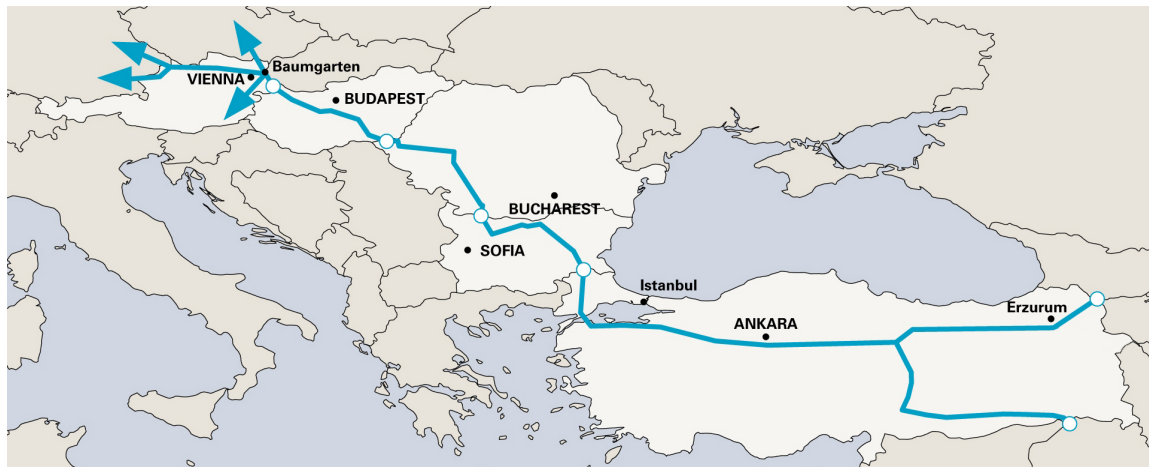 Baumgarten
VIENNA
BUDAPEST
BUCHAREST
SOFIA
Istanbul
Erzurum
ANKARA